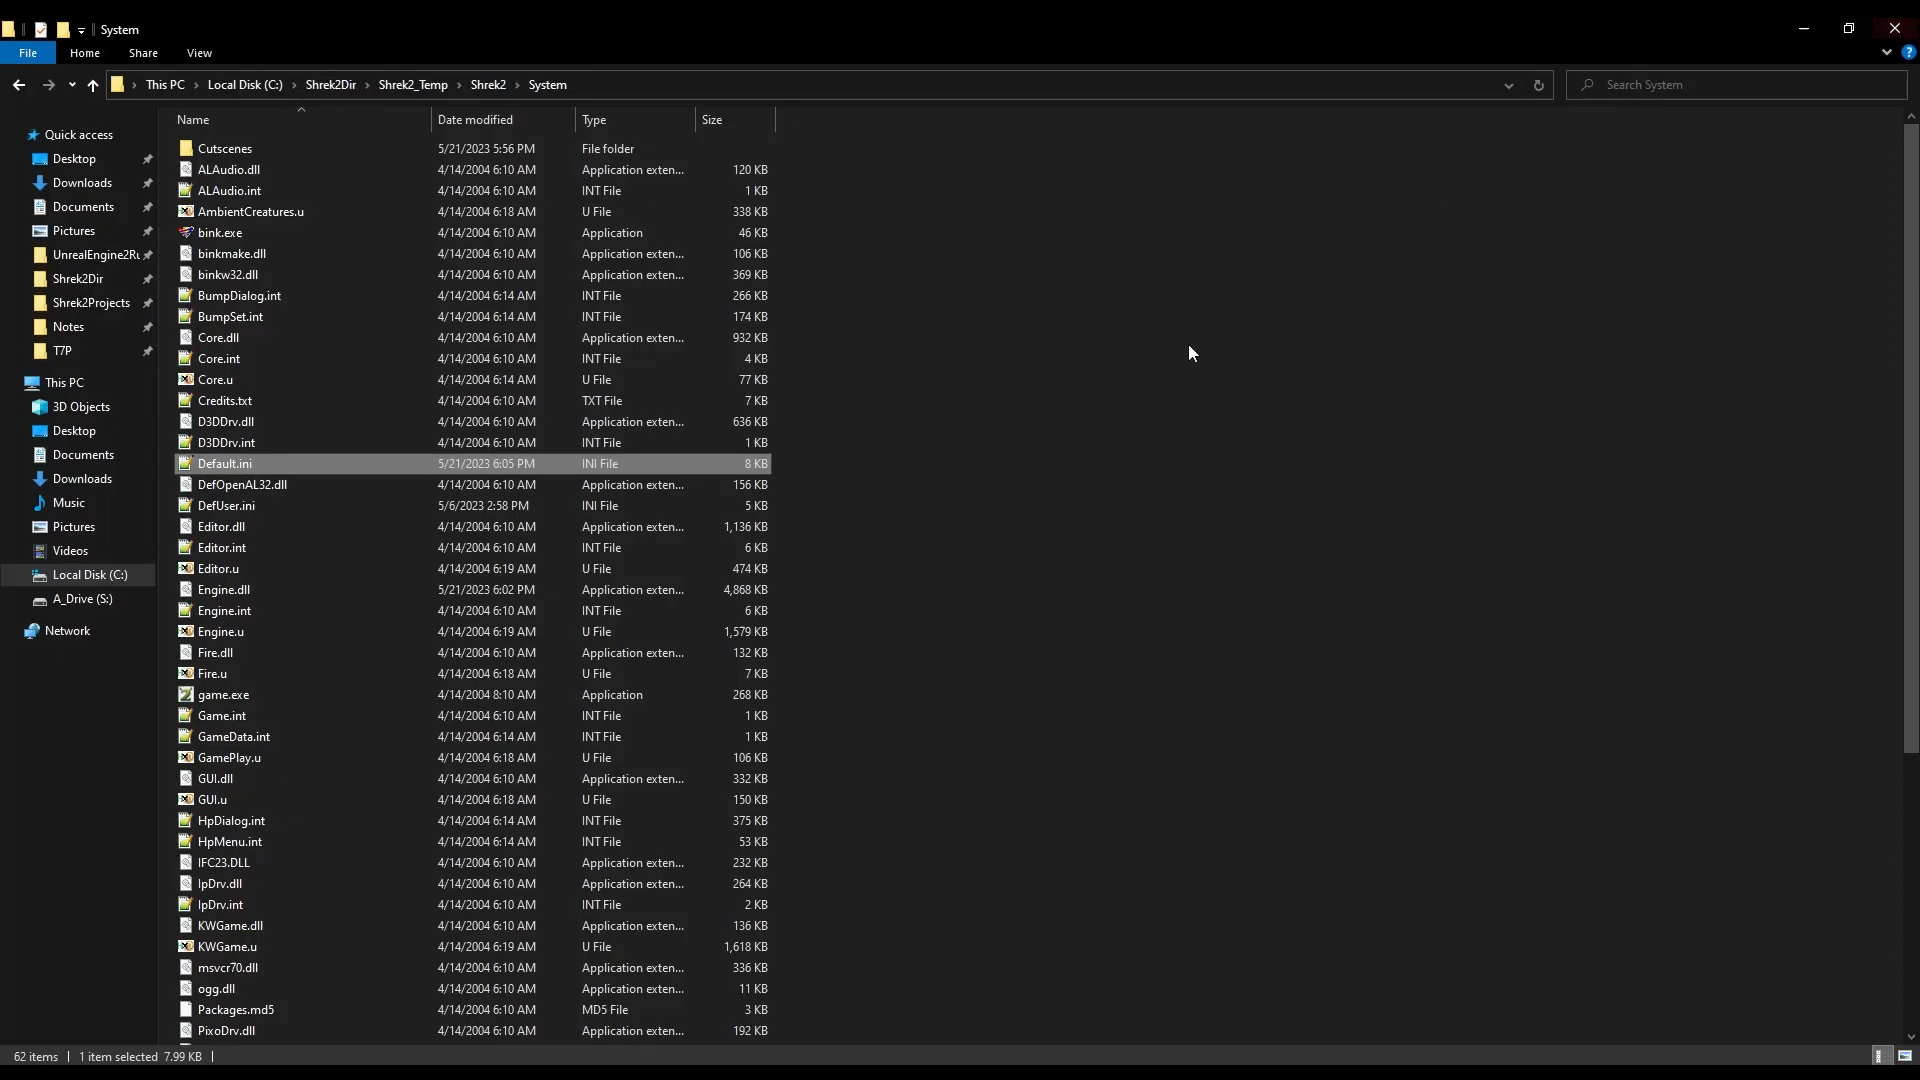 System
File Home Share View
This PC Local Disk (C:) Shrek2Dir Shrek2_Temp Shrek2 System
Search System
Name Date modified Type Size
Quick access
Desktop
Downloads
Documents
Pictures
UnrealEngine2Ru
Shrek2Dir
Shrek2Projects
Notes
T7P
This PC
3D Objects
Desktop
Documents
Downloads
Music
Pictures
Videos
Local Disk (C:)
A_Drive (S:)
Network
Cutscenes 5/21/2023 5:56 PM File folder
ALAudio.dll 4/14/2004 6:10 AM Application exten... 120 KB
ALAudio.int 4/14/2004 6:10 AM INT File 1 KB
AmbientCreatures.u 4/14/2004 6:18 AM U File 338 KB
bink.exe 4/14/2004 6:10 AM Application 46 KB
binkmake.dll 4/14/2004 6:10 AM Application exten... 106 KB
binkw32.dll 4/14/2004 6:10 AM Application exten... 369 KB
BumpDialog.int 4/14/2004 6:14 AM INT File 266 KB
BumpSet.int 4/14/2004 6:14 AM INT File 174 KB
Core.dll 4/14/2004 6:10 AM Application exten... 932 KB
Core.int 4/14/2004 6:10 AM INT File 4 KB
Core.u 4/14/2004 6:14 AM U File 77 KB
Credits.txt 4/14/2004 6:10 AM TXT File 7 KB
D3DDrv.dll 4/14/2004 6:10 AM Application exten... 636 KB
D3DDrv.int 4/14/2004 6:10 AM INT File 1 KB
Default.ini 5/21/2023 6:05 PM INI File 8 KB
DefOpenAL32.dll 4/14/2004 6:10 AM Application exten... 156 KB
DefUser.ini 5/6/2023 2:58 PM INI File 5 KB
Editor.dll 4/14/2004 6:10 AM Application exten... 1,136 KB
Editor.int 4/14/2004 6:10 AM INT File 6 KB
Editor.u 4/14/2004 6:19 AM U File 474 KB
Engine.dll 5/21/2023 6:02 PM Application exten... 4,868 KB
Engine.int 4/14/2004 6:10 AM INT File 6 KB
Engine.u 4/14/2004 6:19 AM U File 1,579 KB
Fire.dll 4/14/2004 6:10 AM Application exten... 132 KB
Fire.u 4/14/2004 6:18 AM U File 7 KB
game.exe 4/14/2004 8:10 AM Application 268 KB
Game.int 4/14/2004 6:10 AM INT File 1 KB
GameData.int 4/14/2004 6:14 AM INT File 1 KB
GamePlay.u 4/14/2004 6:18 AM U File 106 KB
GUI.dll 4/14/2004 6:10 AM Application exten... 332 KB
GUI.u 4/14/2004 6:18 AM U File 150 KB
HpDialog.int 4/14/2004 6:14 AM INT File 375 KB
HpMenu.int 4/14/2004 6:14 AM INT File 53 KB
IFC23.DLL 4/14/2004 6:10 AM Application exten... 232 KB
IpDrv.dll 4/14/2004 6:10 AM Application exten... 264 KB
IpDrv.int 4/14/2004 6:10 AM INT File 2 KB
KWGame.dll 4/14/2004 6:10 AM Application exten... 136 KB
KWGame.u 4/14/2004 6:19 AM U File 1,618 KB
msvcr70.dll 4/14/2004 6:10 AM Application exten... 336 KB
ogg.dll 4/14/2004 6:10 AM Application exten... 11 KB
Packages.md5 4/14/2004 6:10 AM MD5 File 3 KB
PixoDrv.dll 4/14/2004 6:10 AM Application exten... 192 KB
62 items 1 item selected 7.99 KB